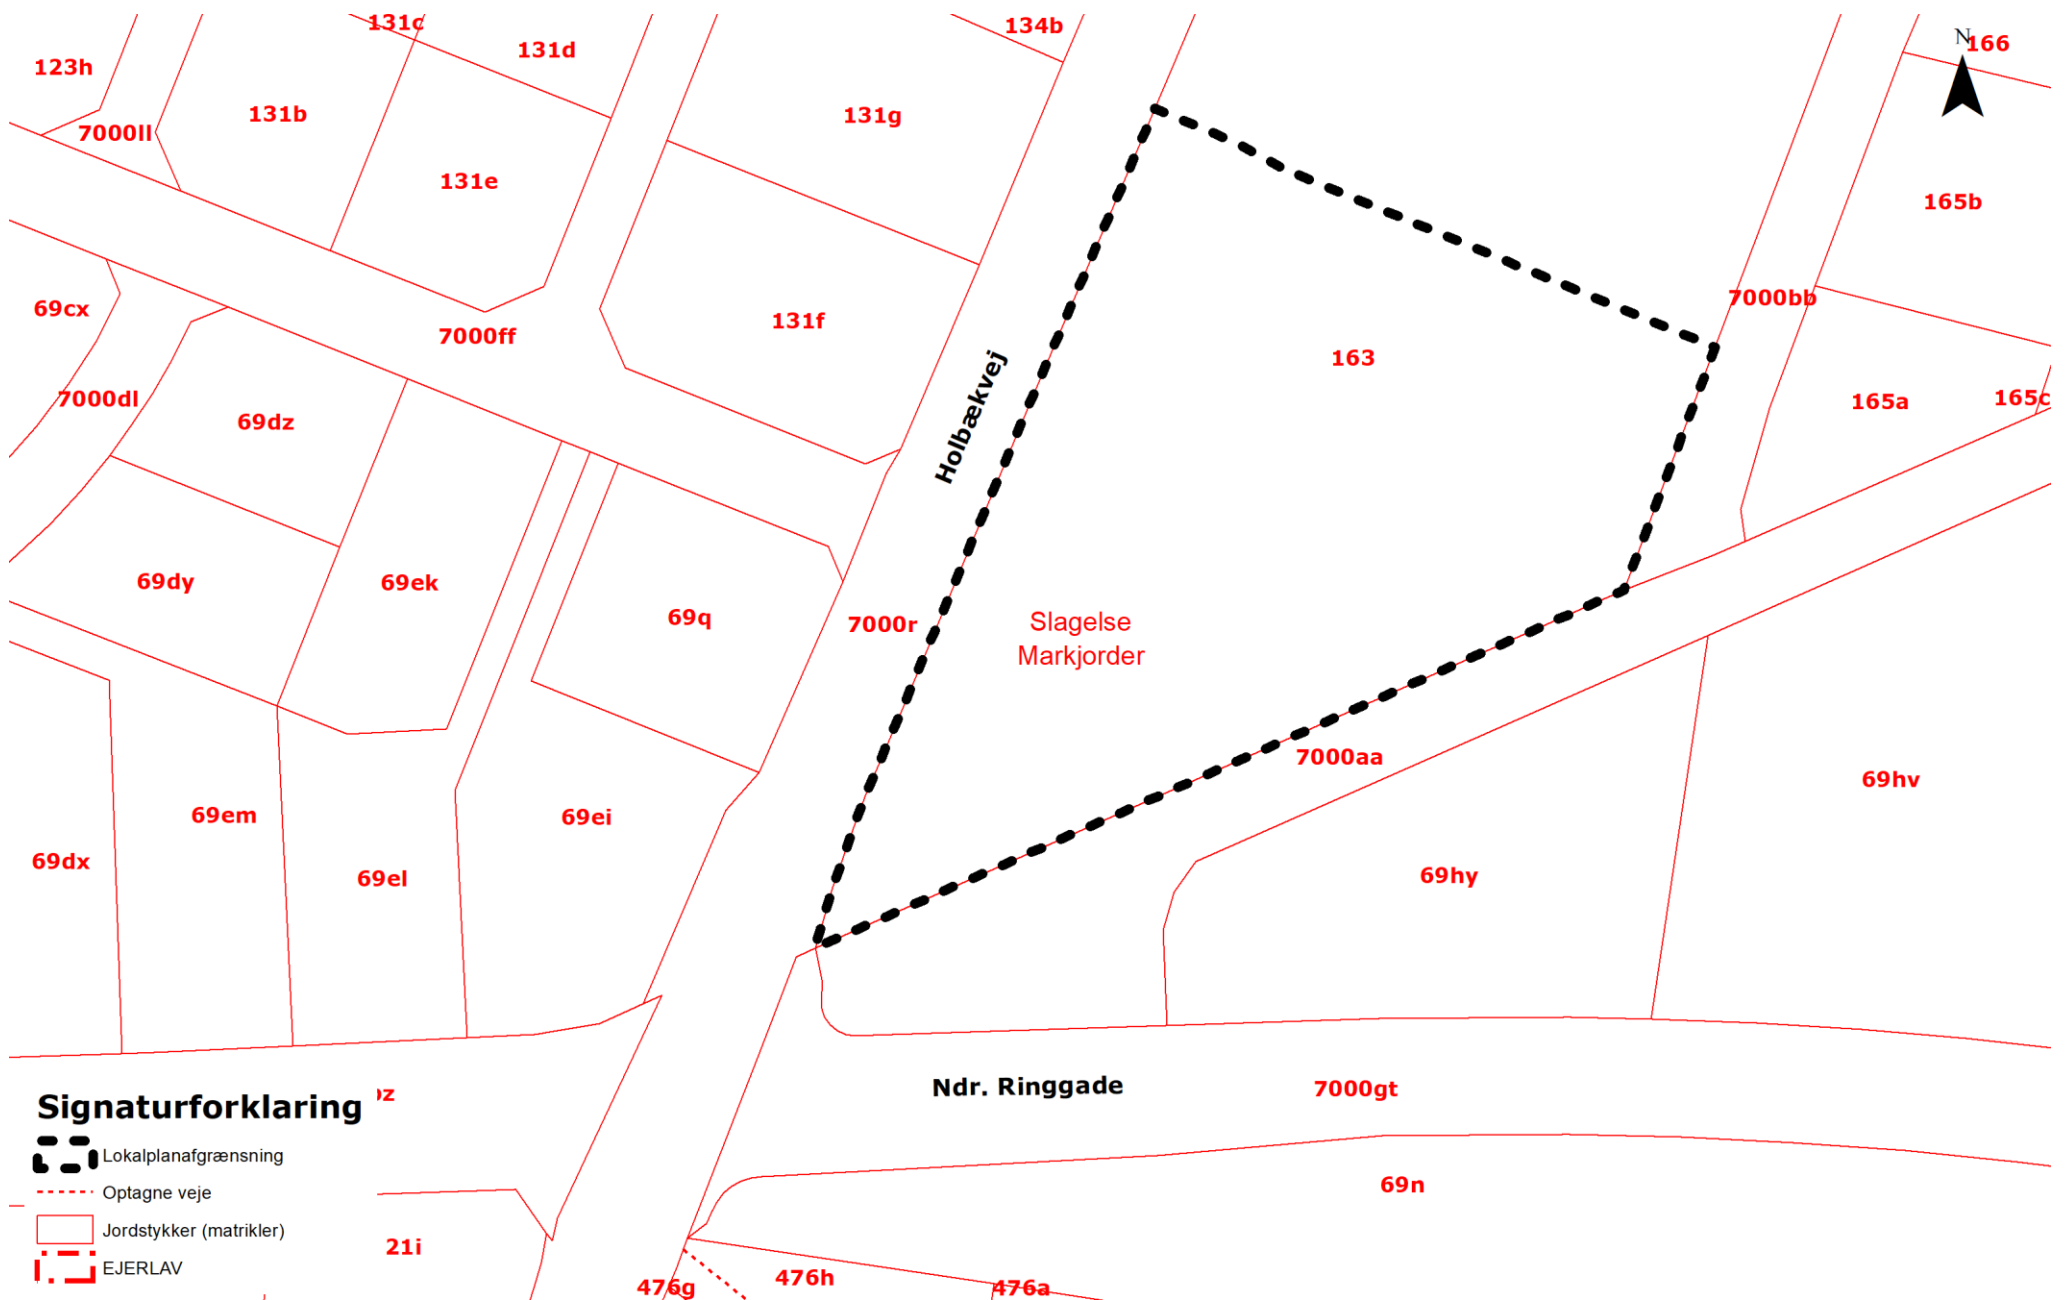 131c
134b
131d
N
166
123h
131b
131g
7000ll
131e
165b
7000bb
69cx
131f
7000ff
163
Holbækvej
7000dl
165a
165c
69dz
69dy
69ek
69q
7000r
Slagelse
Markjorder
7000aa
69hv
69em
69ei
69dx
69el
69hy
Ndr. Ringgade
7000gt
Signaturforklaring
Lokalplanafgrænsning
Optagne veje
Jordstykker (matrikler)
EJERLAV
69n
21i
476g
476h
476a